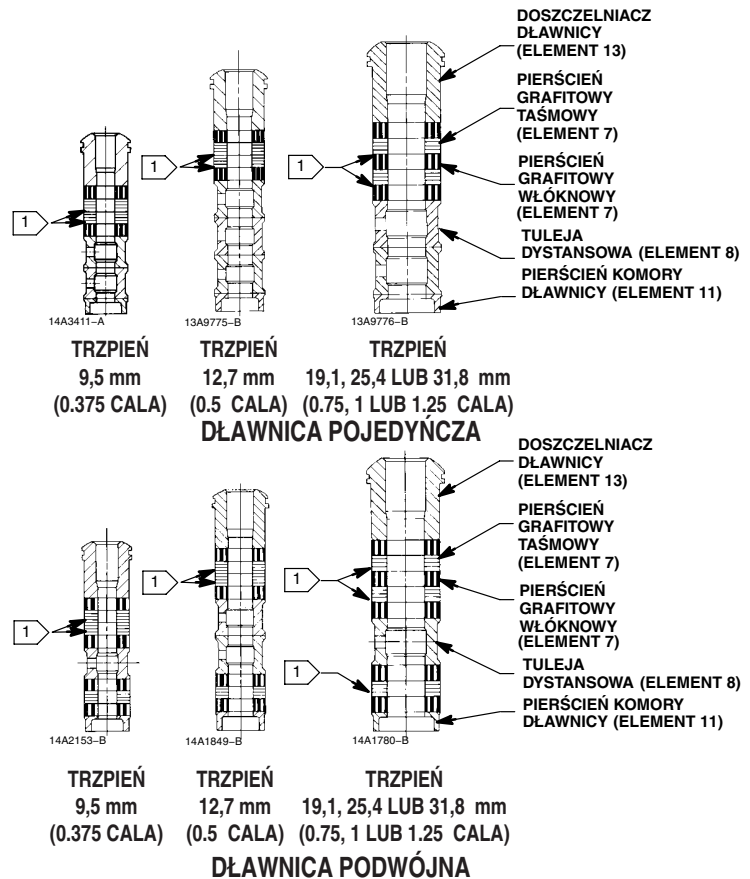 DOSZCZELNIACZ
DŁAWNICY
(ELEMENT 13)
PIERŚCIEŃ
GRAFITOWY
TAŚMOWY
(ELEMENT 7)
PIERŚCIEŃ
GRAFITOWY
WŁÓKNOWY
(ELEMENT 7)
TULEJA
DYSTANSOWA (ELEMENT 8)
PIERŚCIEŃ KOMORY
DŁAWNICY (ELEMENT 11)
1
1
1
14A3411-A
13A9775-B
13A9776-B
TRZPIEŃ
9,5 mm
(0.375 CALA)
TRZPIEŃ
12,7 mm
(0.5 CALA)
TRZPIEŃ
19,1, 25,4 LUB 31,8 mm
(0.75, 1 LUB 1.25 CALA)
DŁAWNICA POJEDYŃCZA
DOSZCZELNIACZ
DŁAWNICY
(ELEMENT 13)
PIERŚCIEŃ
GRAFITOWY
TAŚMOWY
(ELEMENT 7)
PIERŚCIEŃ
GRAFITOWY
WŁÓKNOWY
(ELEMENT 7)
TULEJA
DYSTANSOWA (ELEMENT 8)
PIERŚCIEŃ KOMORY
DŁAWNICY (ELEMENT 11)
1
1
1
1
14A2153-B
14A1849-B
14A1780-B
TRZPIEŃ
9,5 mm
(0.375 CALA)
TRZPIEŃ
12,7 mm
(0.5 CALA)
TRZPIEŃ
19,1, 25,4 LUB 31,8 mm
(0.75, 1 LUB 1.25 CALA)
DŁAWNICA PODWÓJNA